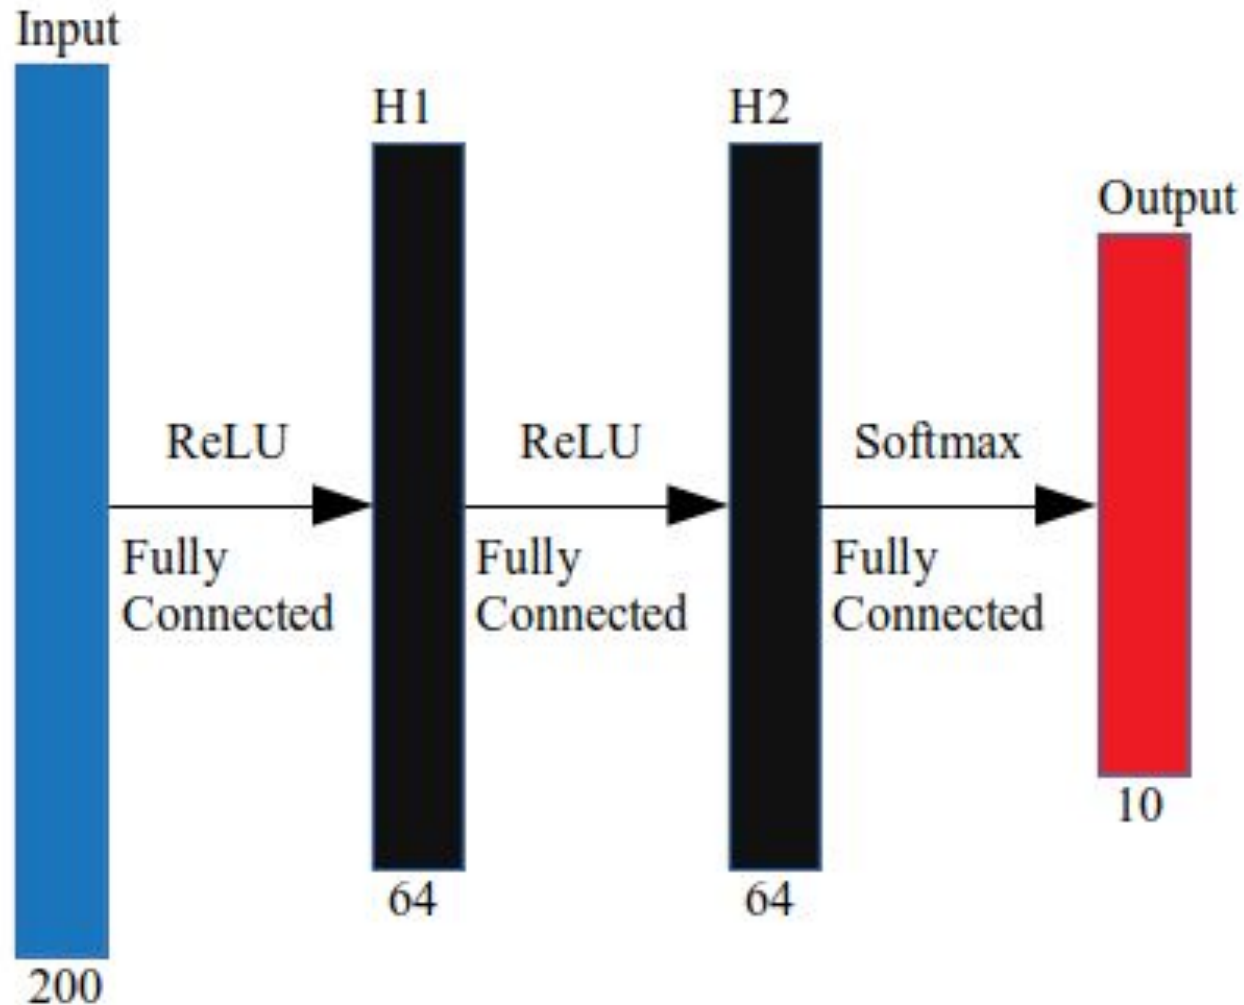 Input
H1
H2
Output
ReLU
ReLU
Softmax
Fully
Connected
Fully
Connected
Fully
Connected
10
64
64
200